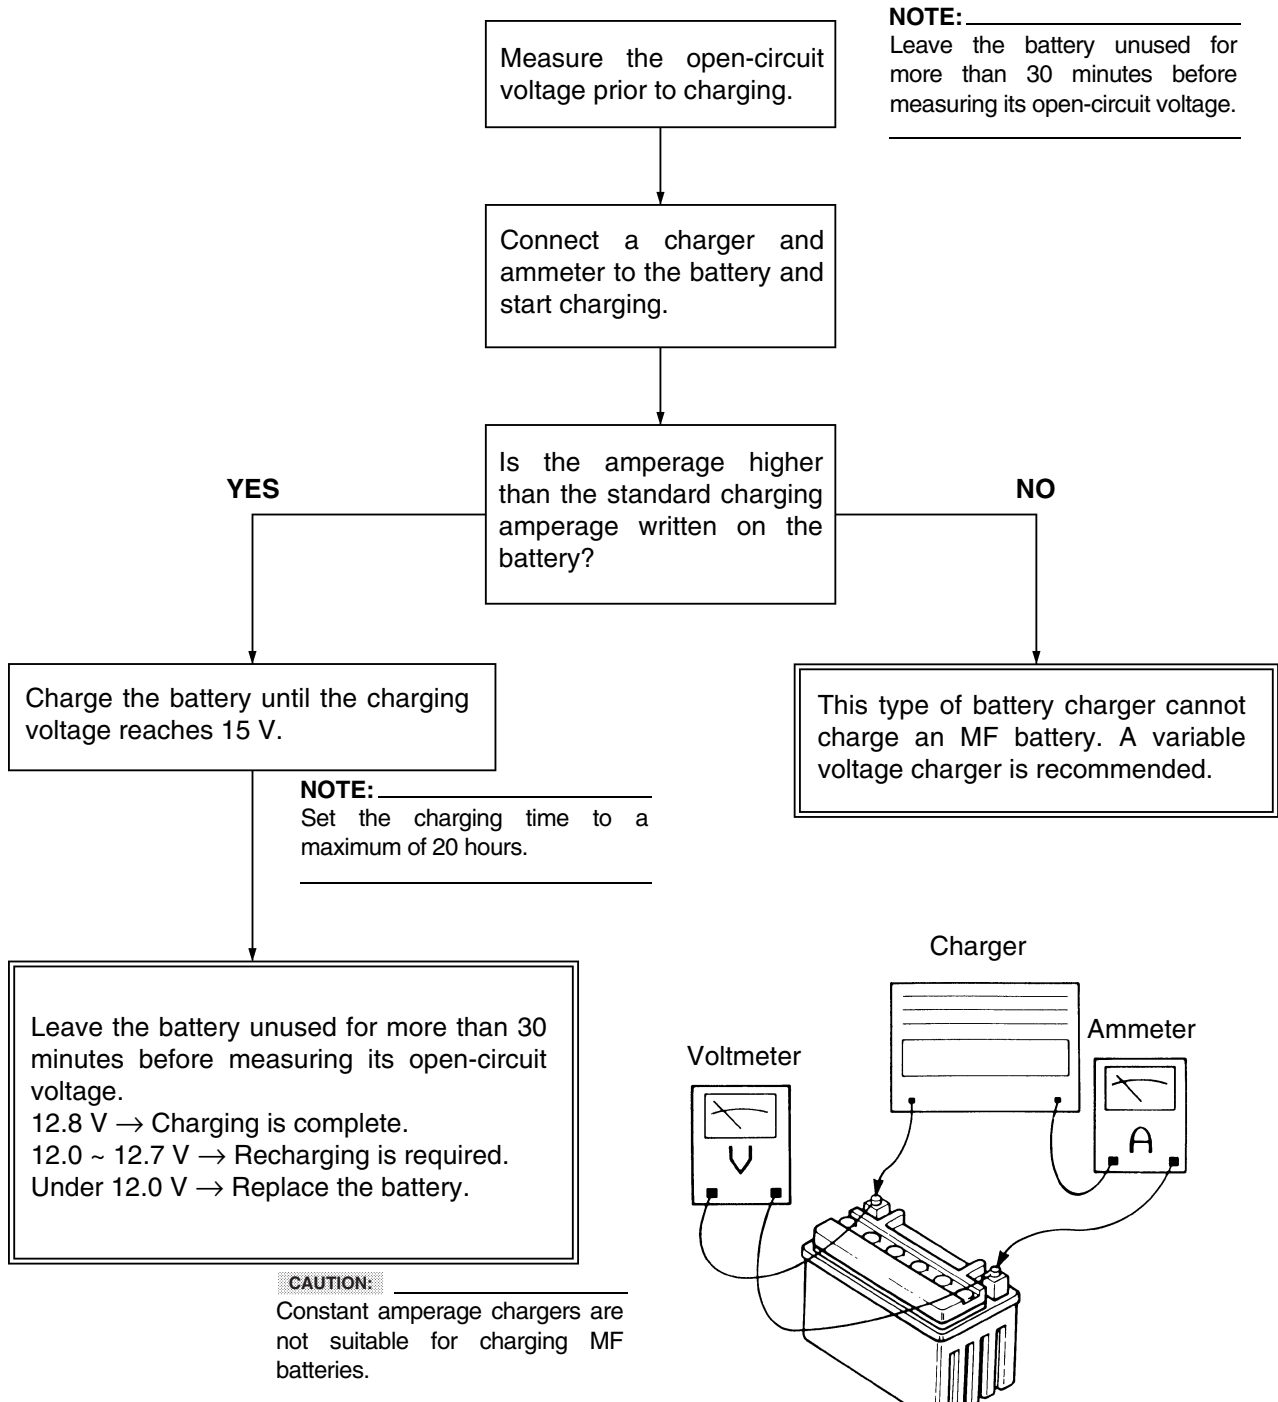 NOTE:
Leave the battery unused for
more than 30 minutes before
measuring its open-circuit voltage.
Measure the open-circuit
voltage prior to charging.
Connect a charger and
ammeter to the battery and
start charging.
Is the amperage higher
than the standard charging
amperage written on the
battery?
YES
NO
Charge the battery until the charging
voltage reaches 15 V.
This type of battery charger cannot
charge an MF battery. A variable
voltage charger is recommended.
NOTE:
Set the charging time to a
maximum of 20 hours.
Leave the battery unused for more than 30
minutes before measuring its open-circuit
voltage.
12.8 V → Charging is complete.
12.0 ~ 12.7 V → Recharging is required.
Under 12.0 V → Replace the battery.
Charger
Ammeter
Voltmeter
V
A
CAUTION:
Constant amperage chargers are
not suitable for charging MF
batteries.